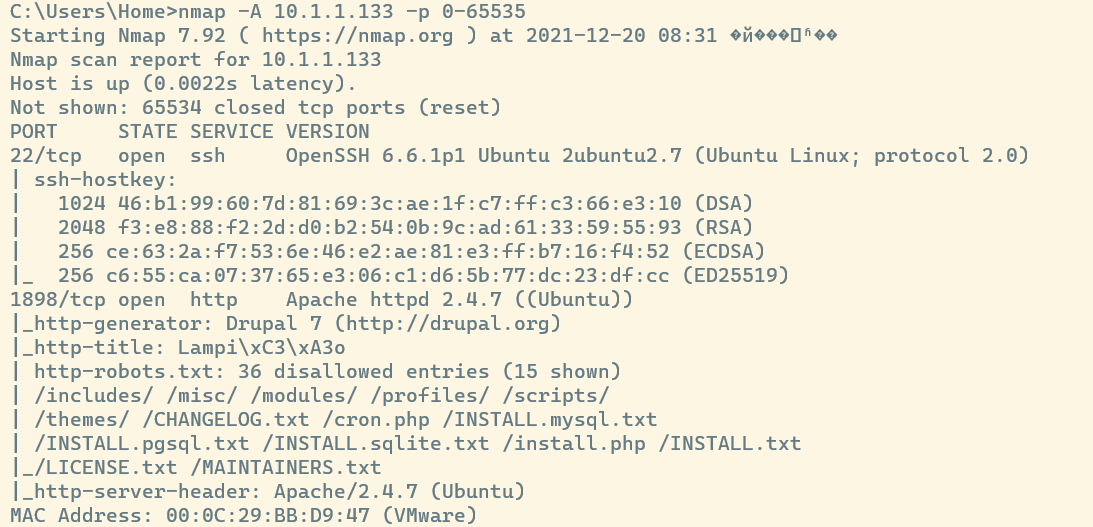 C:\Users\Home>nmap -A 10.1.1.133 -p 0-65535
Starting Nmap 7.92 ( https://nmap.org ) at 2021-12-20 08:31
Nmap scan report for 10.1.1.133
Host is up (0.0022s latency).
Not shown: 65534 closed tcp ports (reset)
PORT     STATE SERVICE VERSION
22/tcp   open  ssh     OpenSSH 6.6.1p1 Ubuntu 2ubuntu2.7 (Ubuntu Linux; protocol 2.0)
| ssh-hostkey:
|   1024 46:b1:99:60:7d:81:69:3c:ae:1f:c7:ff:c3:66:e3:10 (DSA)
|   2048 f3:e8:88:f2:2d:d0:b2:54:0b:9c:ad:61:33:59:55:93 (RSA)
|   256 ce:63:2a:f7:53:6e:46:e2:ae:81:e3:ff:b7:16:f4:52 (ECDSA)
|_  256 c6:55:ca:07:37:65:e3:06:c1:d6:5b:77:dc:23:df:cc (ED25519)
1898/tcp open  http    Apache httpd 2.4.7 ((Ubuntu))
|_http-generator: Drupal 7 (http://drupal.org)
|_http-title: Lampi\xC3\xA3o
| http-robots.txt: 36 disallowed entries (15 shown)
| /includes/ /misc/ /modules/ /profiles/ /scripts/
| /themes/ /CHANGELOG.txt /cron.php /INSTALL.mysql.txt
| /INSTALL.pgsql.txt /INSTALL.sqlite.txt /install.php /INSTALL.txt
|_/LICENSE.txt /MAINTAINERS.txt
|_http-server-header: Apache/2.4.7 (Ubuntu)
MAC Address: 00:0C:29:BB:D9:47 (VMware)